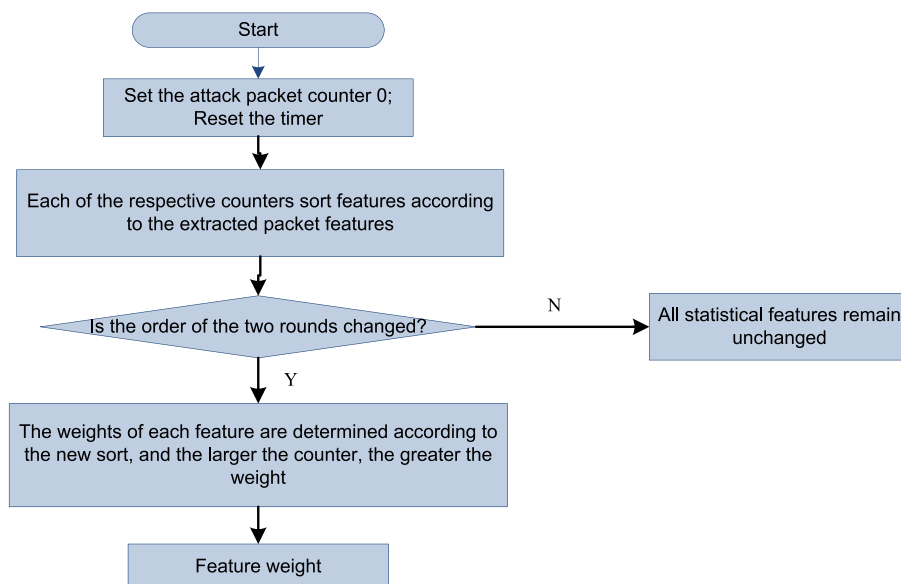 Start
Set the attack packet counter 0;
Reset the timer
Each of the respective counters sort features according
to the extracted packet features
Is the order of the two rounds changed?
N
All statistical features remain
unchanged
Y
The weights of each feature are determined according to
the new sort, and the larger the counter, the greater the
weight
Feature weight